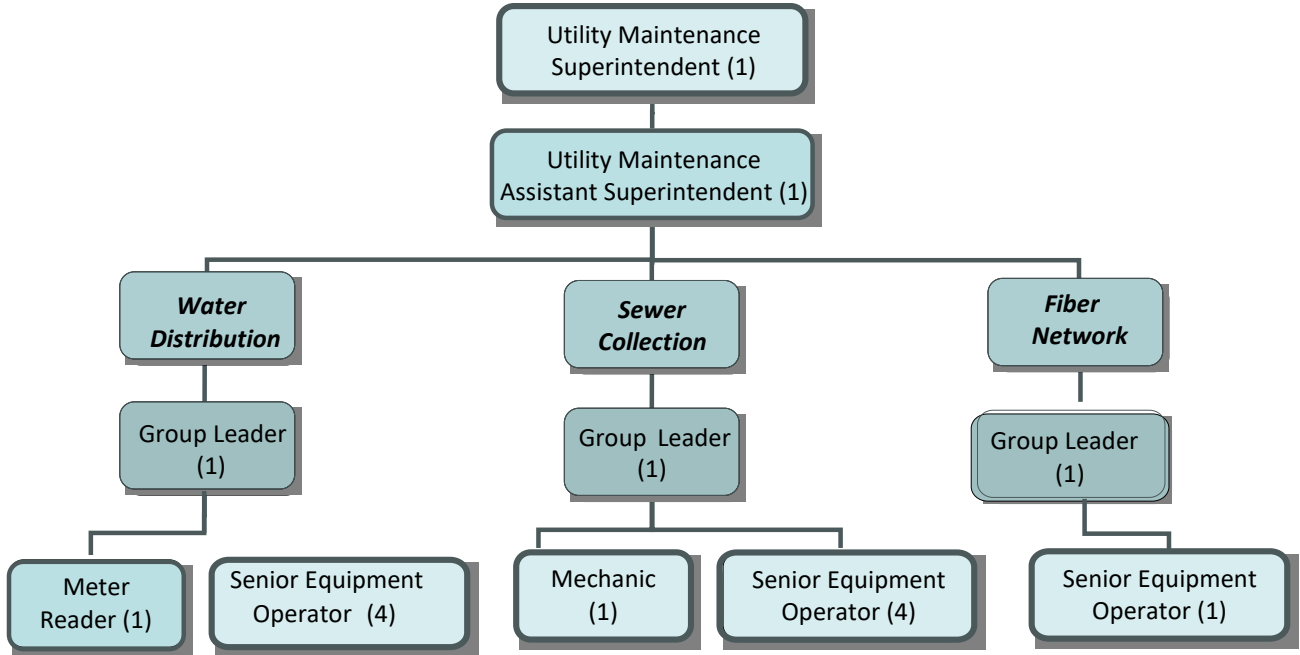 Utility Maintenance
Superintendent (1)
Utility Maintenance
Assistant Superintendent (1)
Water
Distribution
Sewer
Collection
Fiber
Network
Group Leader
(1)
Group Leader
(1)
Group Leader
(1)
Meter
Reader (1)
Senior Equipment
Operator (4)
Mechanic
(1)
Senior Equipment
Operator (4)
Senior Equipment
Operator (1)